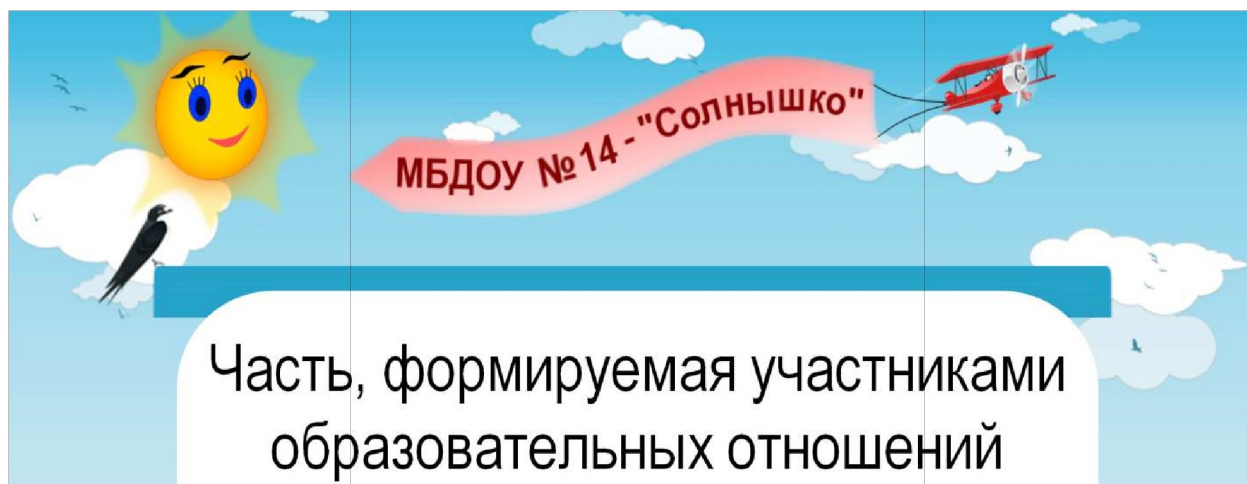 МБДОУ №14 - "Солнышко"
Часть, формируемая участниками
образовательных отношений